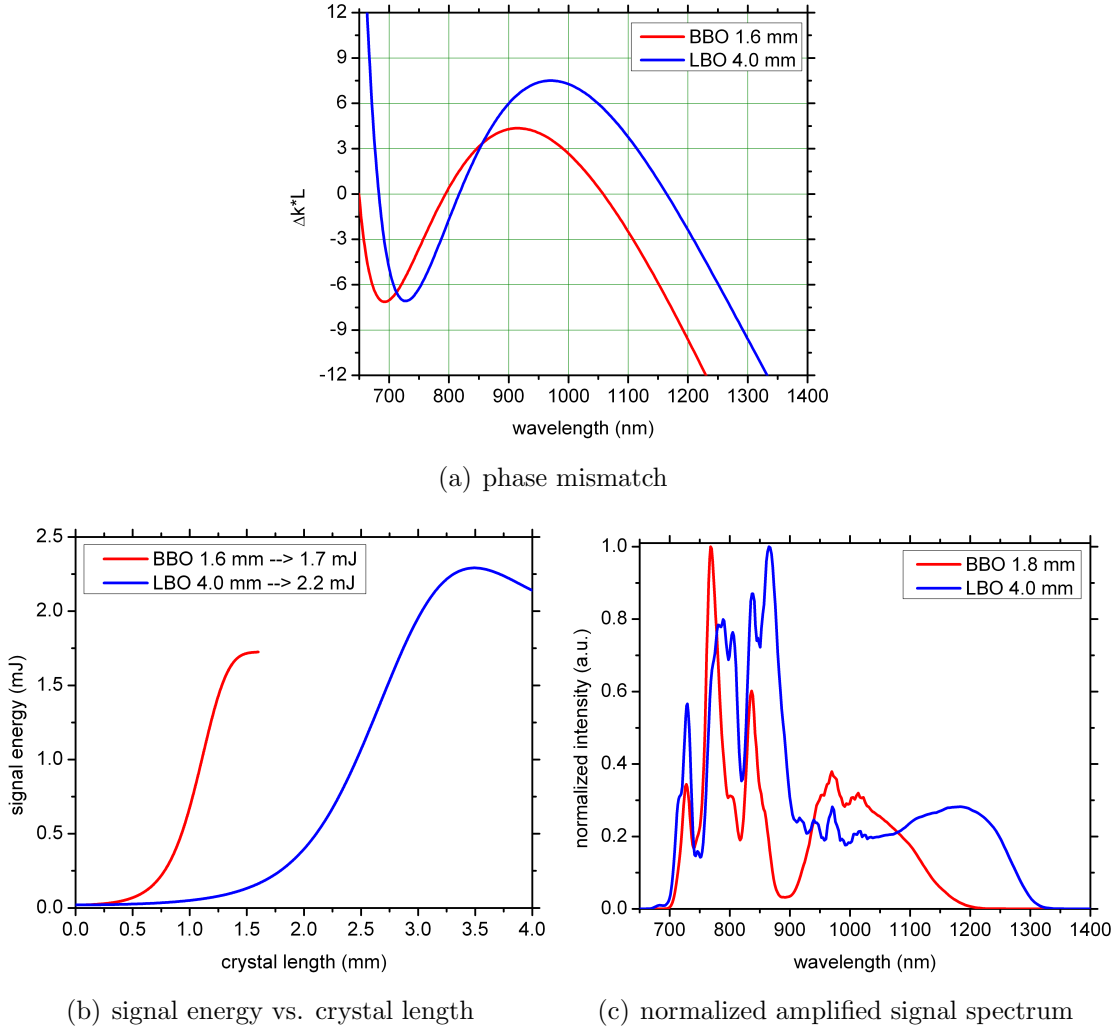 12
9
6
3
0
-3
-6
-9
-12
Δk*L
BBO 1.6 mm
LBO 4.0 mm
700 800 900 1000 1100 1200 1300 1400
wavelength (nm)
(a) phase mismatch
2.5
2.0
1.5
1.0
0.5
0.0
signal energy (mJ)
BBO 1.6 mm --> 1.7 mJ
LBO 4.0 mm --> 2.2 mJ
0.0 0.5 1.0 1.5 2.0 2.5 3.0 3.5 4.0
crystal length (mm)
(b) signal energy vs. crystal length
1.0
0.8
0.6
0.4
0.2
0.0
normalized intensity (a.u.)
BBO 1.8 mm
LBO 4.0 mm
700 800 900 1000 1100 1200 1300 1400
wavelength (nm)
(c) normalized amplified signal spectrum